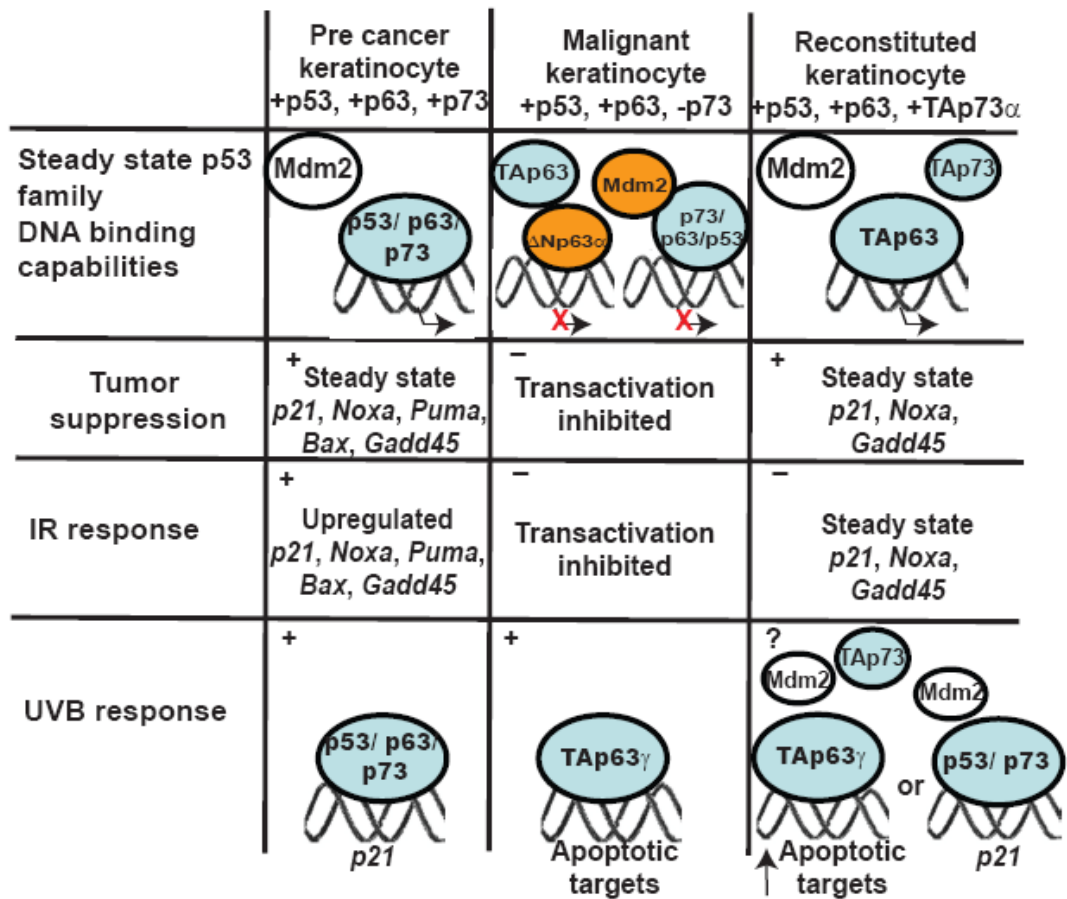 Pre cancer
keratinocyte
+p53, +p63, +p73
Malignant
keratinocyte
+p53, +p63, -p73
Reconstituted
keratinocyte
+p53, +p63, +TAp73α
Steady state p53
family
DNA binding
capabilities
Mdm2
p53/ p63/
p73
TAp63
ΔNp63α
Mdm2
p73/
p63/p53
X
X
Mdm2
TAp73
TAp63
Tumor
suppression
+
Steady state
p21, Noxa, Puma,
Bax, Gadd45
–
Transactivation
inhibited
+
Steady state
p21, Noxa,
Gadd45
IR response
+
Upregulated
p21, Noxa, Puma,
Bax, Gadd45
–
Transactivation
inhibited
–
Steady state
p21, Noxa,
Gadd45
UVB response
+
p53/ p63/
p73
p21
+
TAp63γ
Apoptotic
targets
?
Mdm2
TAp73
Mdm2
TAp63γ
or
p53/ p73
Apoptotic
targets
p21